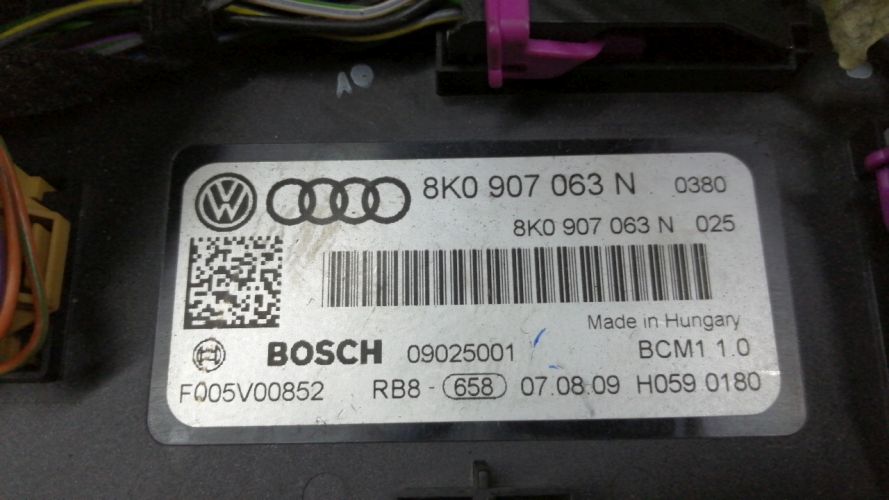 A
8K0 907 063 N 0380
8K0 907 063 N 025
Made in Hungary
BOSCH 09025001 BCM1 1.0
F005V00852 RB8 - 658 07.08.09 H059 0180